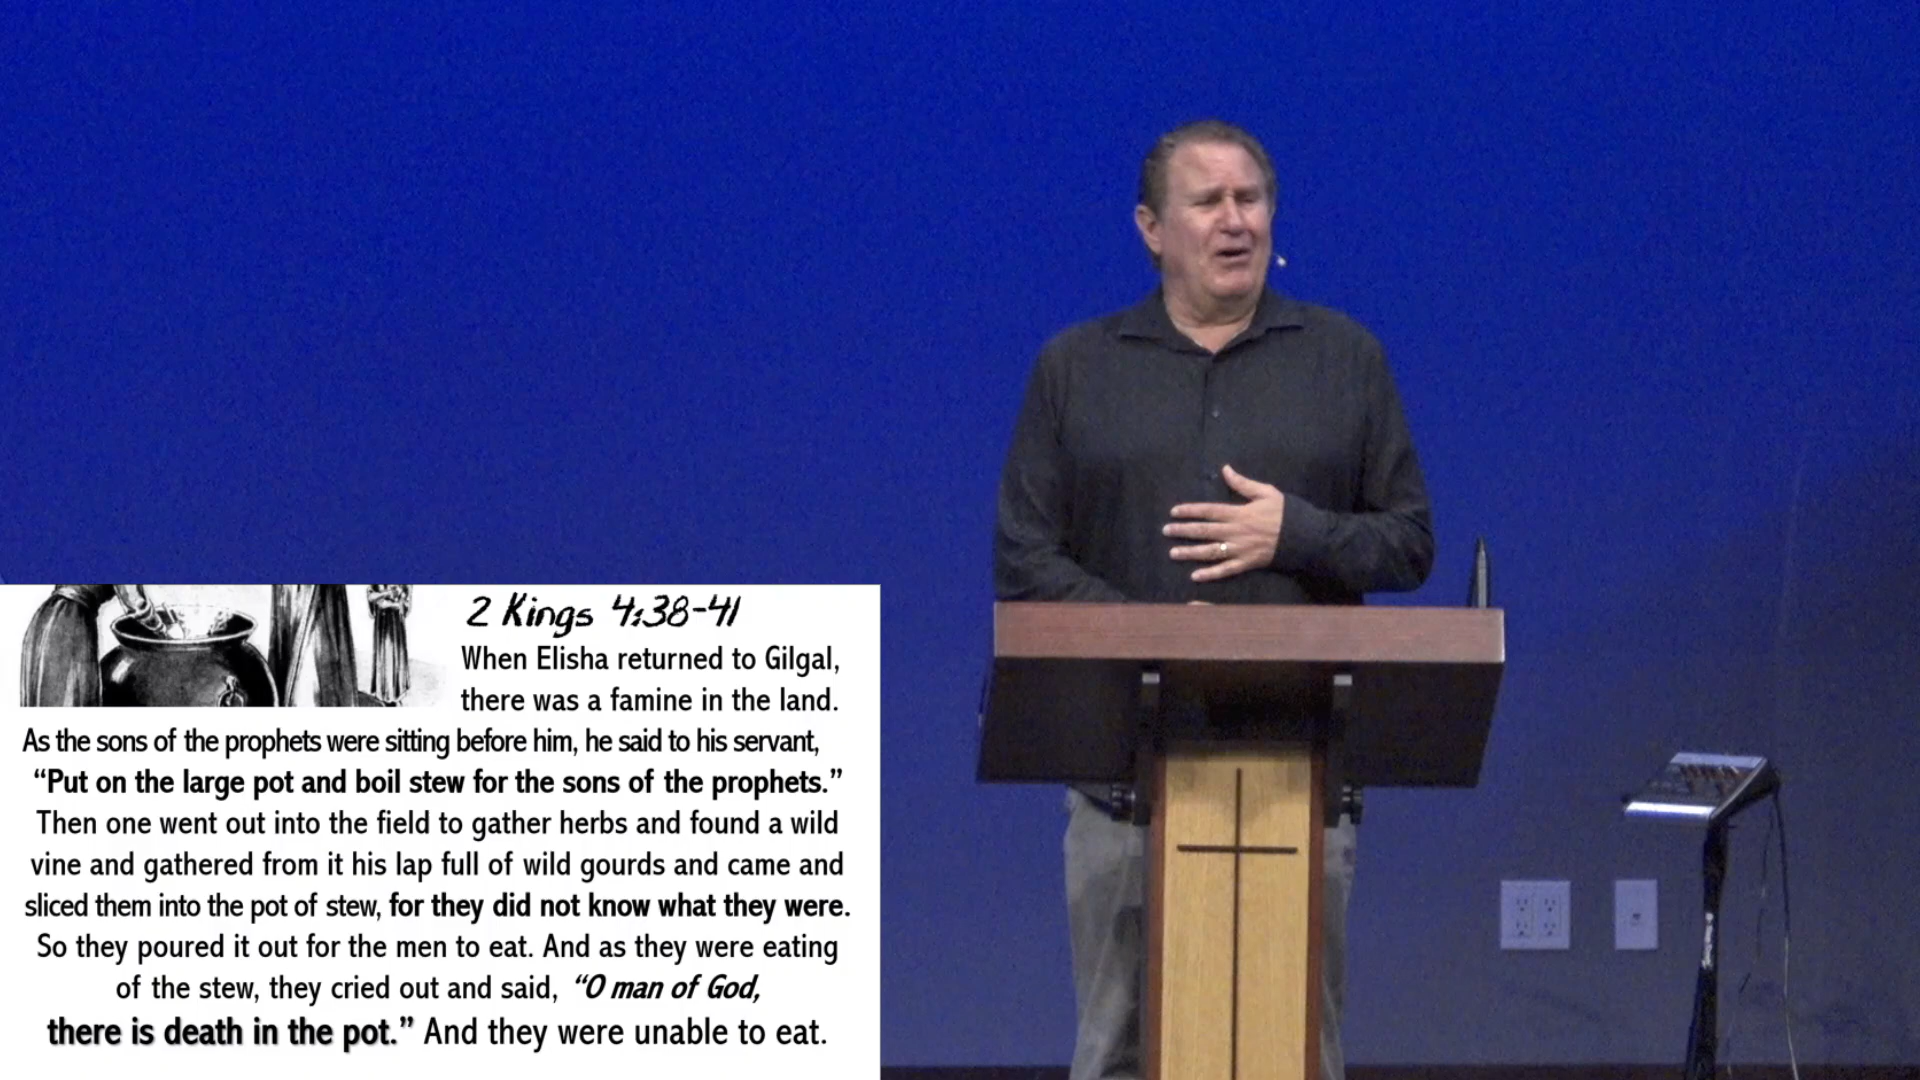 2 Kings 4:38-41
When Elisha returned to Gilgal,
there was a famine in the land.
As the sons of the prophets were sitting before him, he said to his servant,
“Put on the large pot and boil stew for the sons of the prophets.”
Then one went out into the field to gather herbs and found a wild
vine and gathered from it his lap full of wild gourds and came and
sliced them into the pot of stew, for they did not know what they were.
So they poured it out for the men to eat. And as they were eating
of the stew, they cried out and said, “O man of God,
there is death in the pot.” And they were unable to eat.